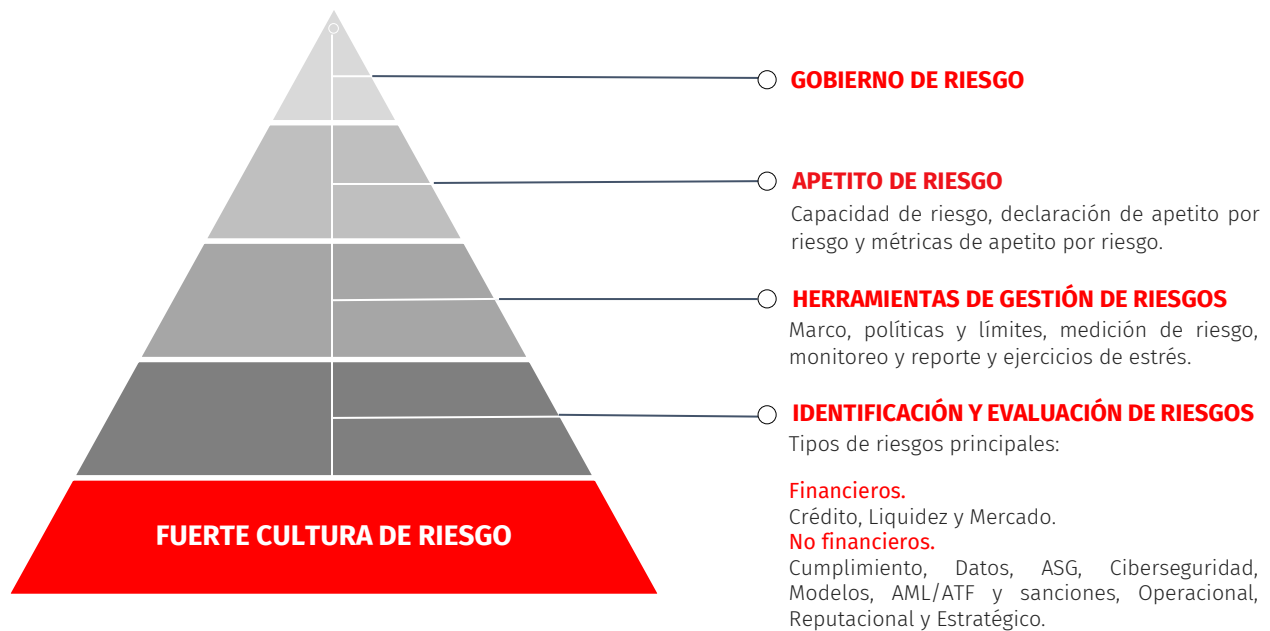 GOBIERNO DE RIESGO
APETITO DE RIESGO
Capacidad de riesgo, declaración de apetito por
riesgo y métricas de apetito por riesgo.
HERRAMIENTAS DE GESTIÓN DE RIESGOS
Marco, políticas y límites, medición de riesgo,
monitoreo y reporte y ejercicios de estrés.
IDENTIFICACIÓN Y EVALUACIÓN DE RIESGOS
Tipos de riesgos principales:
Financieros.
Crédito, Liquidez y Mercado.
No financieros.
Cumplimiento, Datos, ASG, Ciberseguridad,
Modelos, AML/ATF y sanciones, Operacional,
Reputacional y Estratégico.
FUERTE CULTURA DE RIESGO